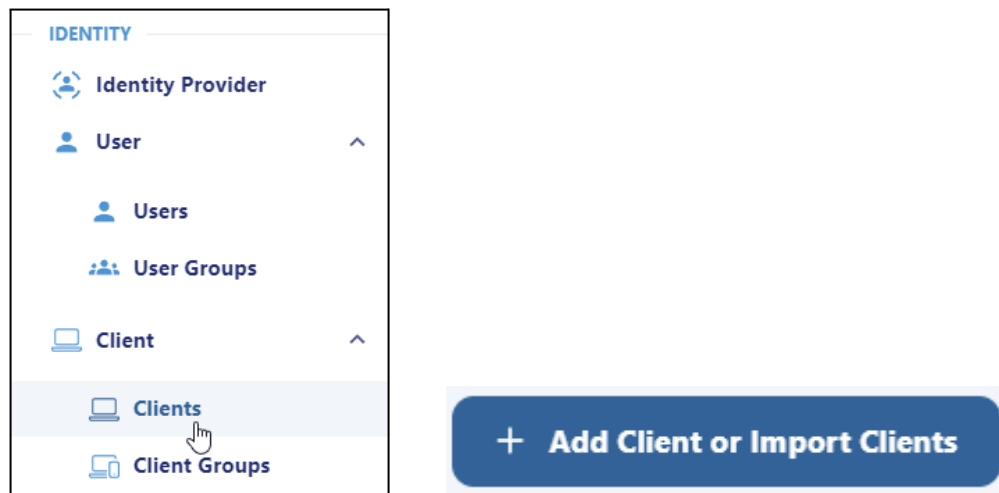 IDENTITY
Identity Provider
User
Users
User Groups
Client
Clients
Client Groups
+ Add Client or Import Clients